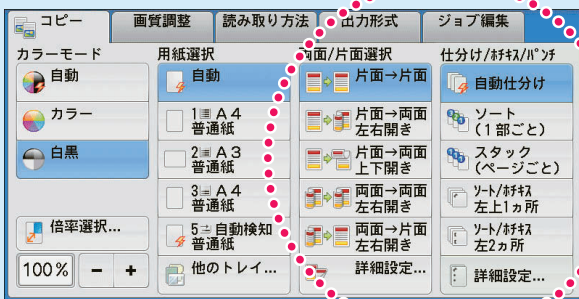 コピー
画質調整
読み取り方法
出力形式
ジョブ編集
カラーモード
自動
カラー
白黒
倍率選択...
100%
−
+
用紙選択
自動
1 A4
普通紙
2 A3
普通紙
3 A4
普通紙
5 自動検知
普通紙
他のトレイ...
両面/片面選択
片面→片面
片面→両面
左右開き
片面→両面
上下開き
両面→両面
左右開き
両面→片面
左右開き
詳細設定...
仕分け/ホチキス/パンチ
自動仕分け
ソート
(1部ごと)
スタック
(ページごと)
ソート/ホチキス
左上1ヵ所
ソート/ホチキス
左2ヵ所
詳細設定...